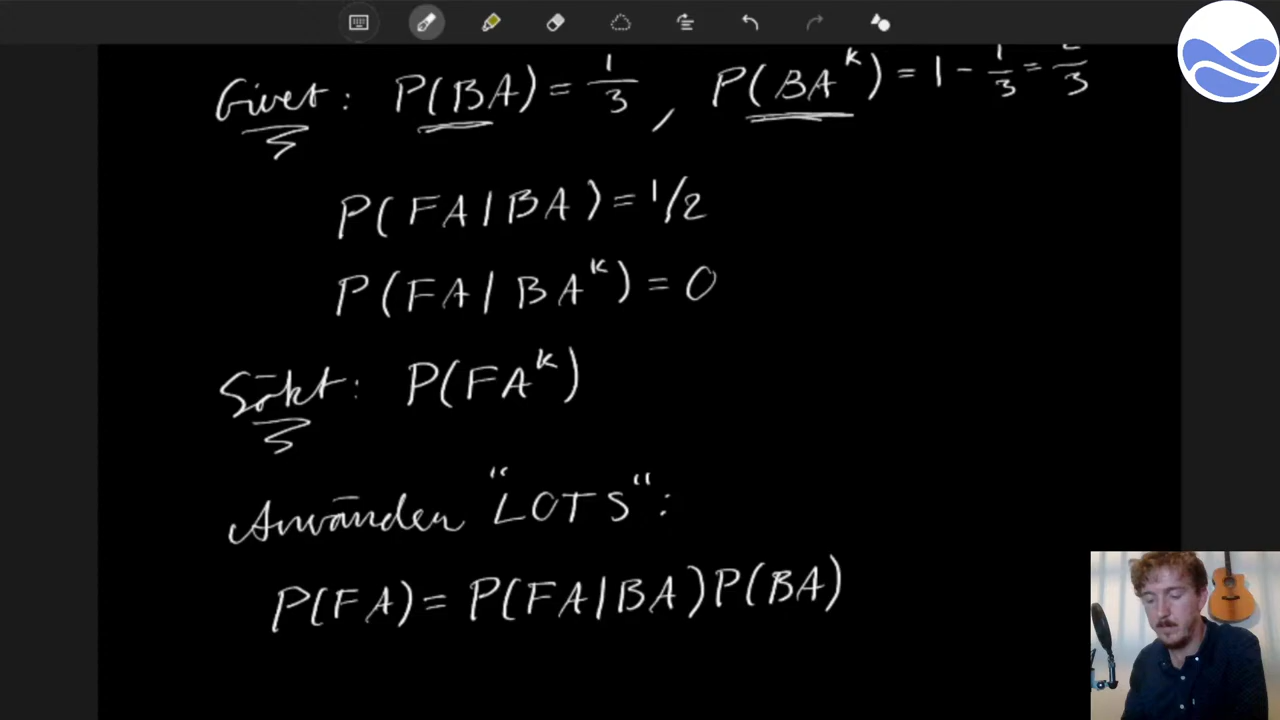 Givet: P(BA) = 1/3, P(BA^k) = 1 - 1/3 = 2/3
P(FA|BA) = 1/2
P(FA|BA^k) = 0
Sökt: P(FA^k)
Använder "LOTS":
P(FA) = P(FA|BA)P(BA)